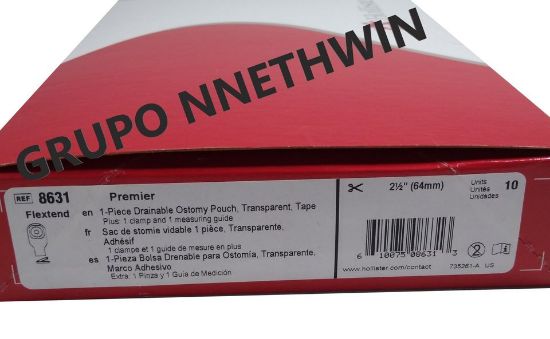 GRUPO NNETHWIN
REF 8631
Flextend
Premier
en 1-Piece Drainable Ostomy Pouch, Transparent, Tape
Plus: 1 clamp and 1 measuring guide
fr Sac de stomie vidable 1 pièce, Transparente,
Adhésif
1 clampe et 1 guide de mesure en plus
es 1-Pieza Bolsa Drenable para Ostomía, Transparente,
Marco Adhesivo
Extra: 1 Pinza y 1 Guía de Medición
2½" (64mm)
Units
Unités
Unidades
10
6 10075 08631 3
www.hollister.com/contact
735261-A US
2